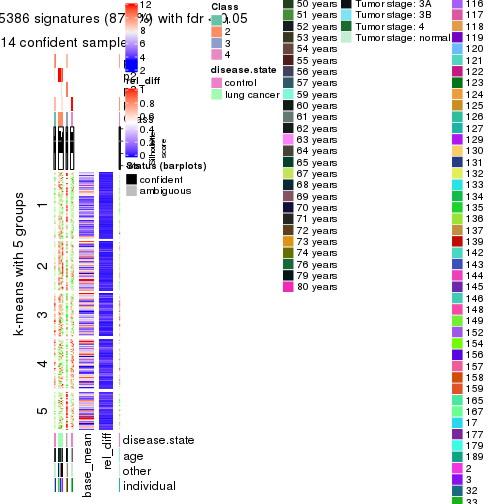 5386 signatures (87
) with fdr < 0.05
14 confident sample
k-means with 5 groups
1
2
3
4
5
12
10
8
6
4
2
rel_diff
1
0.8
0.6
0.4
0.2
0
Silhouette
score
Status (barplots)
confident
ambiguous
Class
1
2
3
4
disease.state
control
lung cancer
disease.state
age
other
individual
base_mean
rel_diff
50 years
51 years
52 years
53 years
54 years
55 years
56 years
57 years
59 years
60 years
61 years
62 years
63 years
64 years
65 years
67 years
68 years
69 years
70 years
71 years
72 years
73 years
74 years
76 years
79 years
80 years
Tumor stage: 3A
Tumor stage: 3B
Tumor stage: 4
Tumor stage: normal
116
117
118
119
120
121
122
123
124
125
126
127
129
130
131
132
133
134
135
136
137
139
142
143
144
145
146
148
149
152
154
156
157
158
159
165
167
17
177
179
189
2
3
32
33